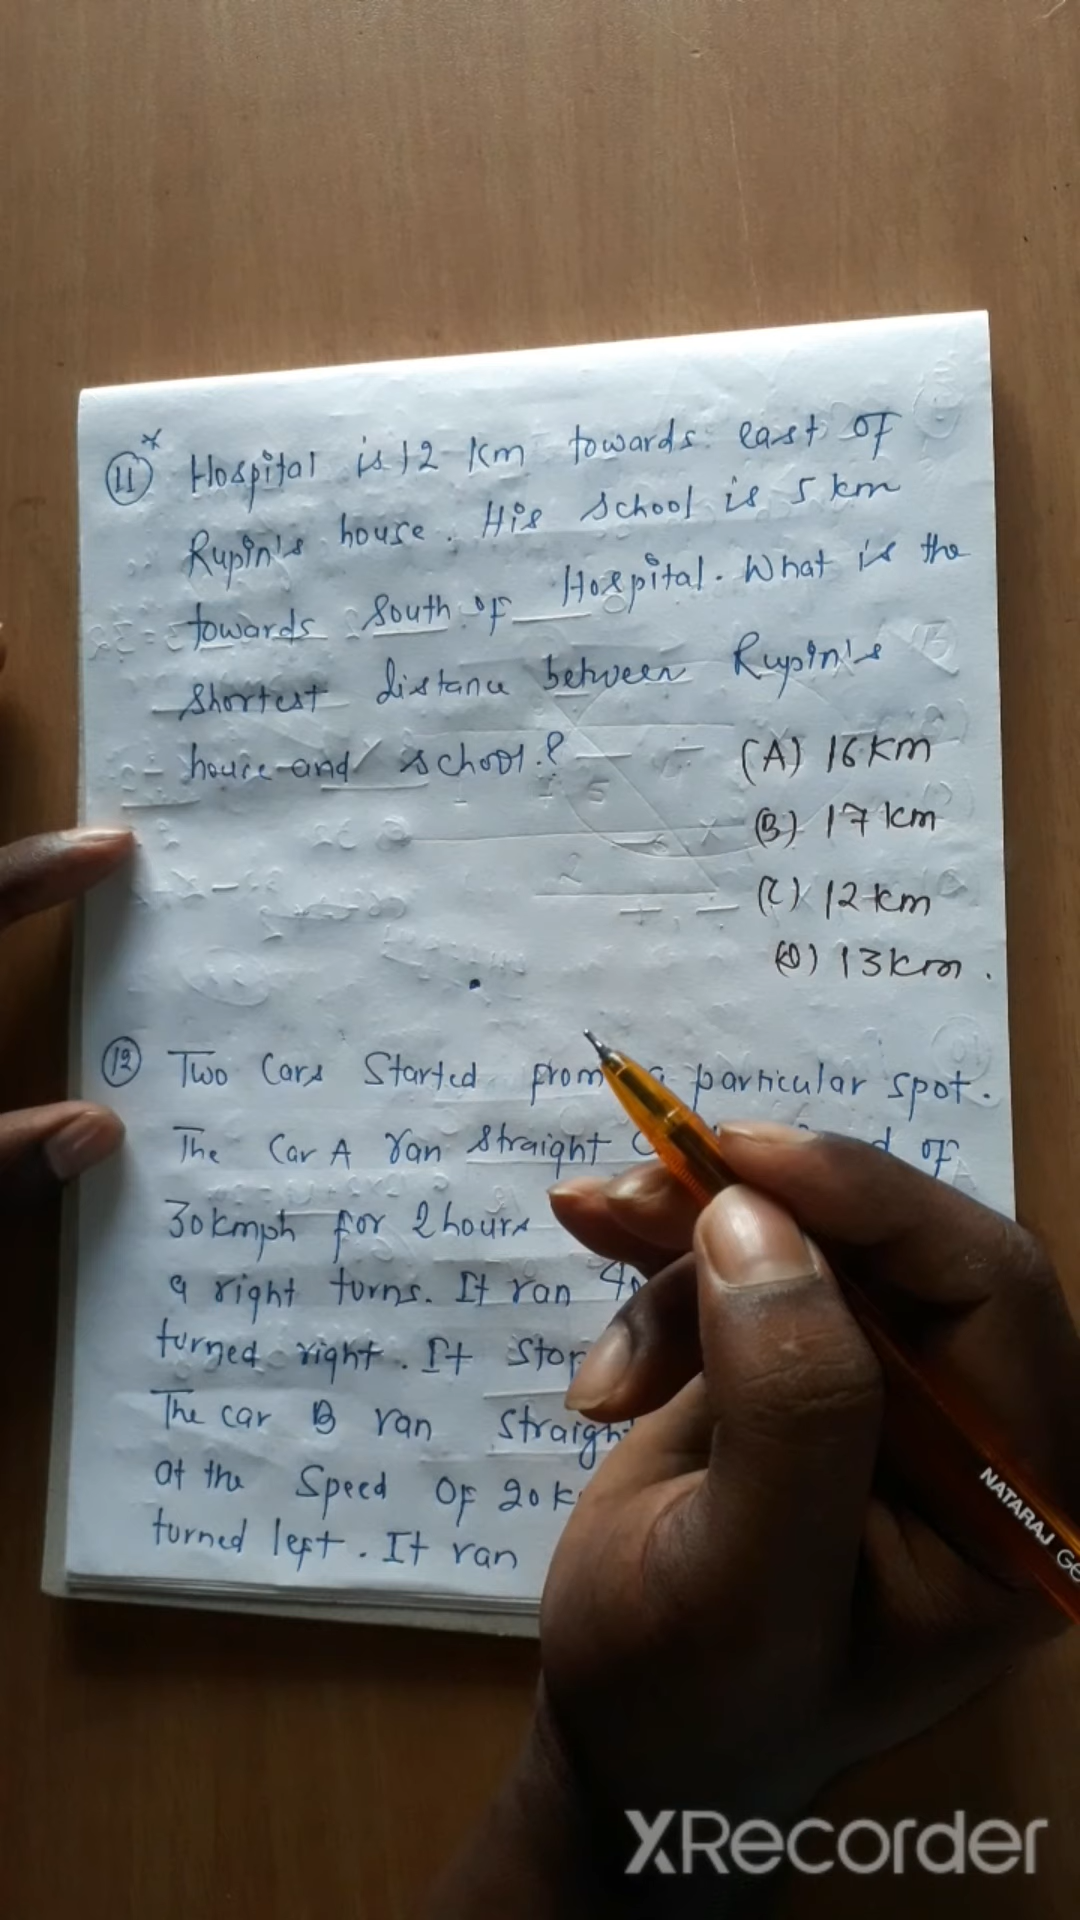 *
(11) Hospital is 12 km towards east of
Rupin's house. His school is 5 km
towards south of Hospital. What is the
shortest distance between Rupin's
house and school?
(A) 16 km
(B) 17 km
(C) 12 km
(D) 13 km.
(12) Two Cars Started from a particular spot.
The Car A ran straight of
30 kmph for 2 hours
a right turns. It ran
turned right. It
The car B ran
at the Speed Of
turned left. It ran
NATARAJ
XRecorder